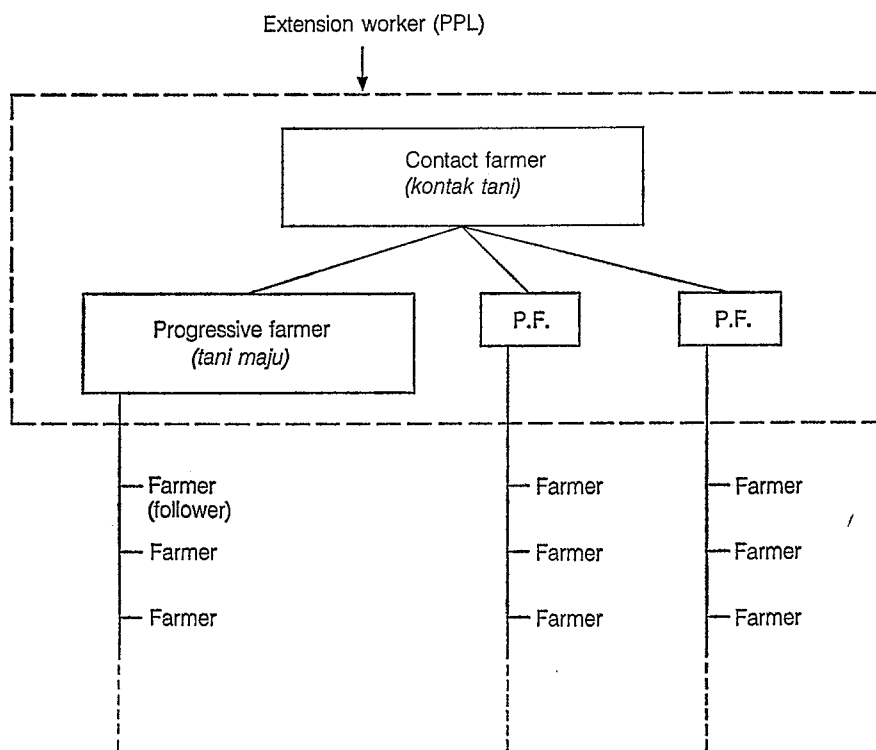 Extension worker (PPL)
Contact farmer
(kontak tani)
Progressive farmer
(tani maju)
P.F.
P.F.
Farmer
(follower)
Farmer
Farmer
Farmer
Farmer
Farmer
Farmer
Farmer
Farmer